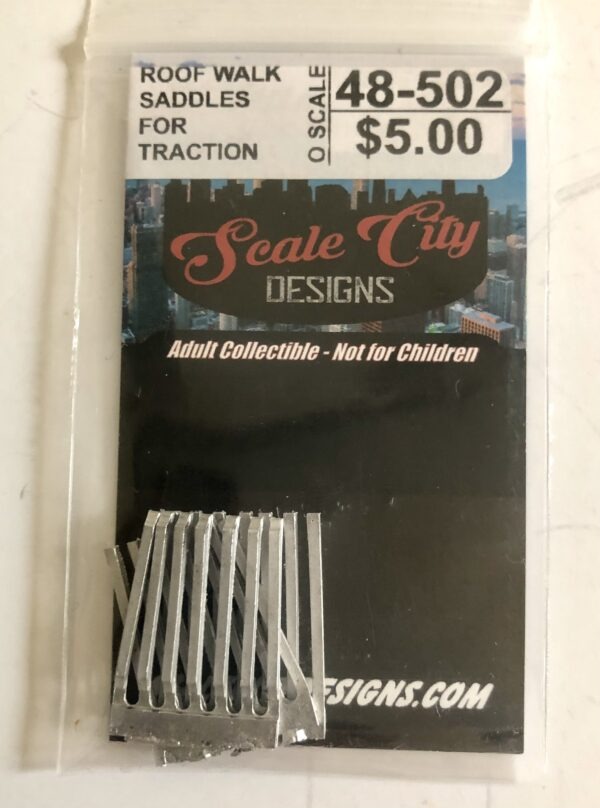 ROOF WALK
SADDLES
FOR
TRACTION
O SCALE
48-502
$5.00
Scale City
DESIGNS
Adult Collectible - Not for Children
ESIGNS.COM